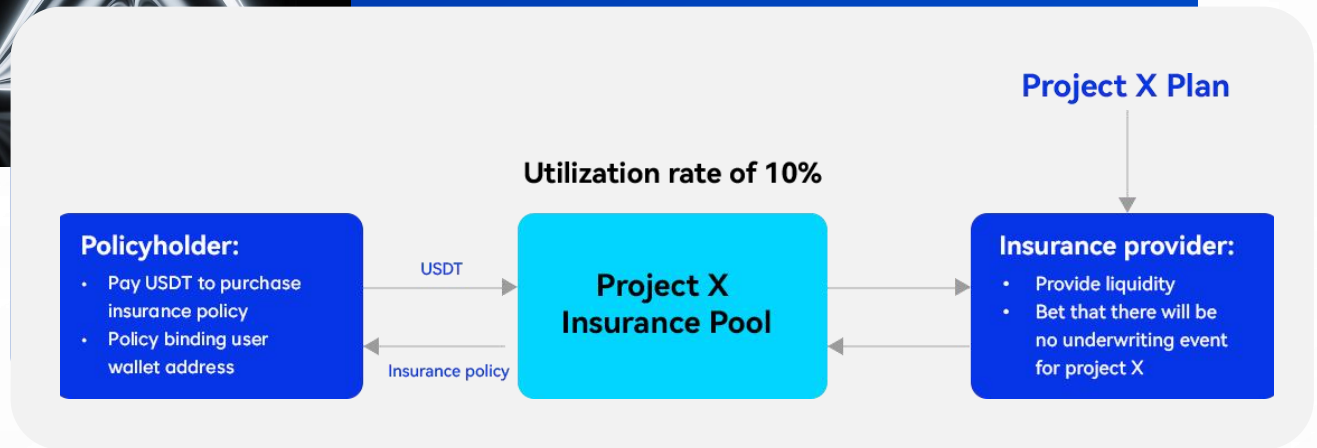 Project X Plan
Utilization rate of 10%
Policyholder:
• Pay USDT to purchase
insurance policy
• Policy binding user
wallet address
USDT
Insurance policy
Project X
Insurance Pool
Insurance provider:
• Provide liquidity
• Bet that there will be
no underwriting event
for project X